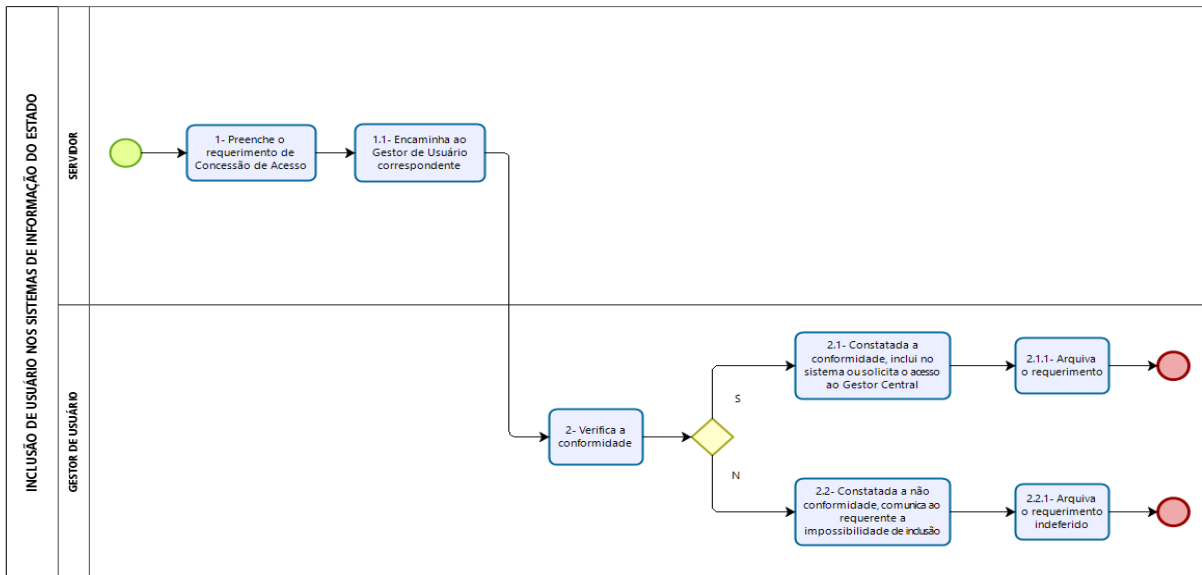 INCLUSÃO DE USUÁRIO NOS SISTEMAS DE INFORMAÇÃO DO ESTADO
SERVIDOR
1- Preenche o
requerimento de
Concessão de Acesso
1.1- Encaminha ao
Gestor de Usuário
correspondente
GESTOR DE USUÁRIO
2- Verifica a
conformidade
S
N
2.1- Constatada a
conformidade, inclui no
sistema ou solicita o acesso
ao Gestor Central
2.1.1- Arquiva
o requerimento
2.2- Constatada a não
conformidade, comunica ao
requerente a
impossibilidade de inclusão
2.2.1- Arquiva
o requerimento
indeferido